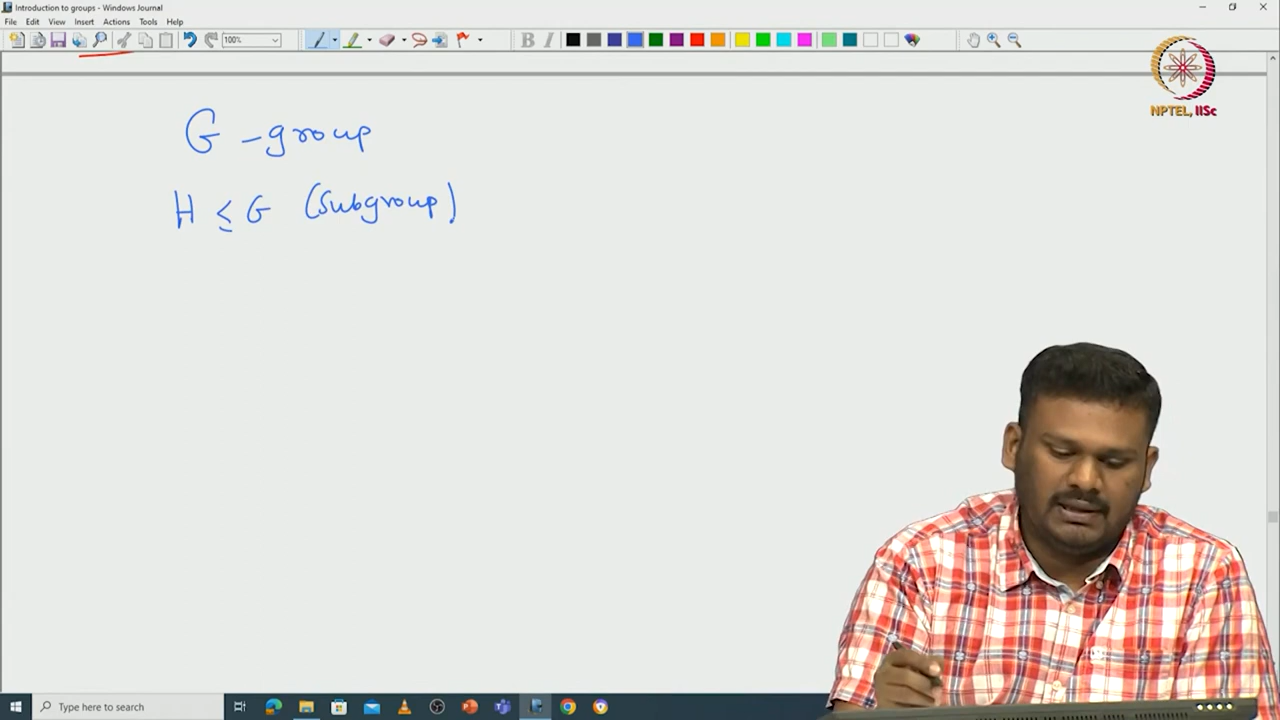 Introduction to groups - Windows Journal
File Edit View Insert Actions Tools Help
100%
B I
NPTEL, IISc
G - group
H ≤ G (Subgroup)
Type here to search